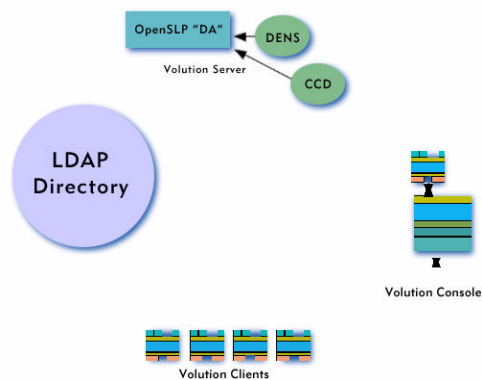 OpenSLP “DA”
DENS
Volution Server
CCD
LDAP
Directory
Volution Console
Volution Clients